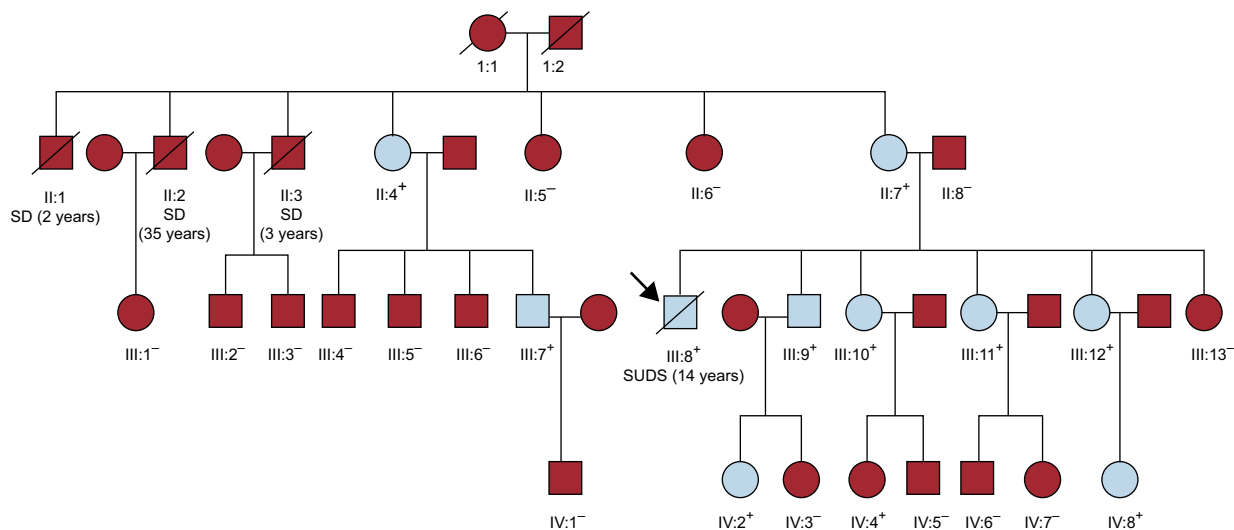 1:1
1:2
II:1
SD (2 years)
II:2
SD
(35 years)
II:3
SD
(3 years)
II:4+
II:5−
II:6−
II:7+
II:8−
III:1−
III:2−
III:3−
III:4−
III:5−
III:6−
III:7+
III:8+
SUDS (14 years)
III:9+
III:10+
III:11+
III:12+
III:13−
IV:1−
IV:2+
IV:3−
IV:4+
IV:5−
IV:6−
IV:7−
IV:8+